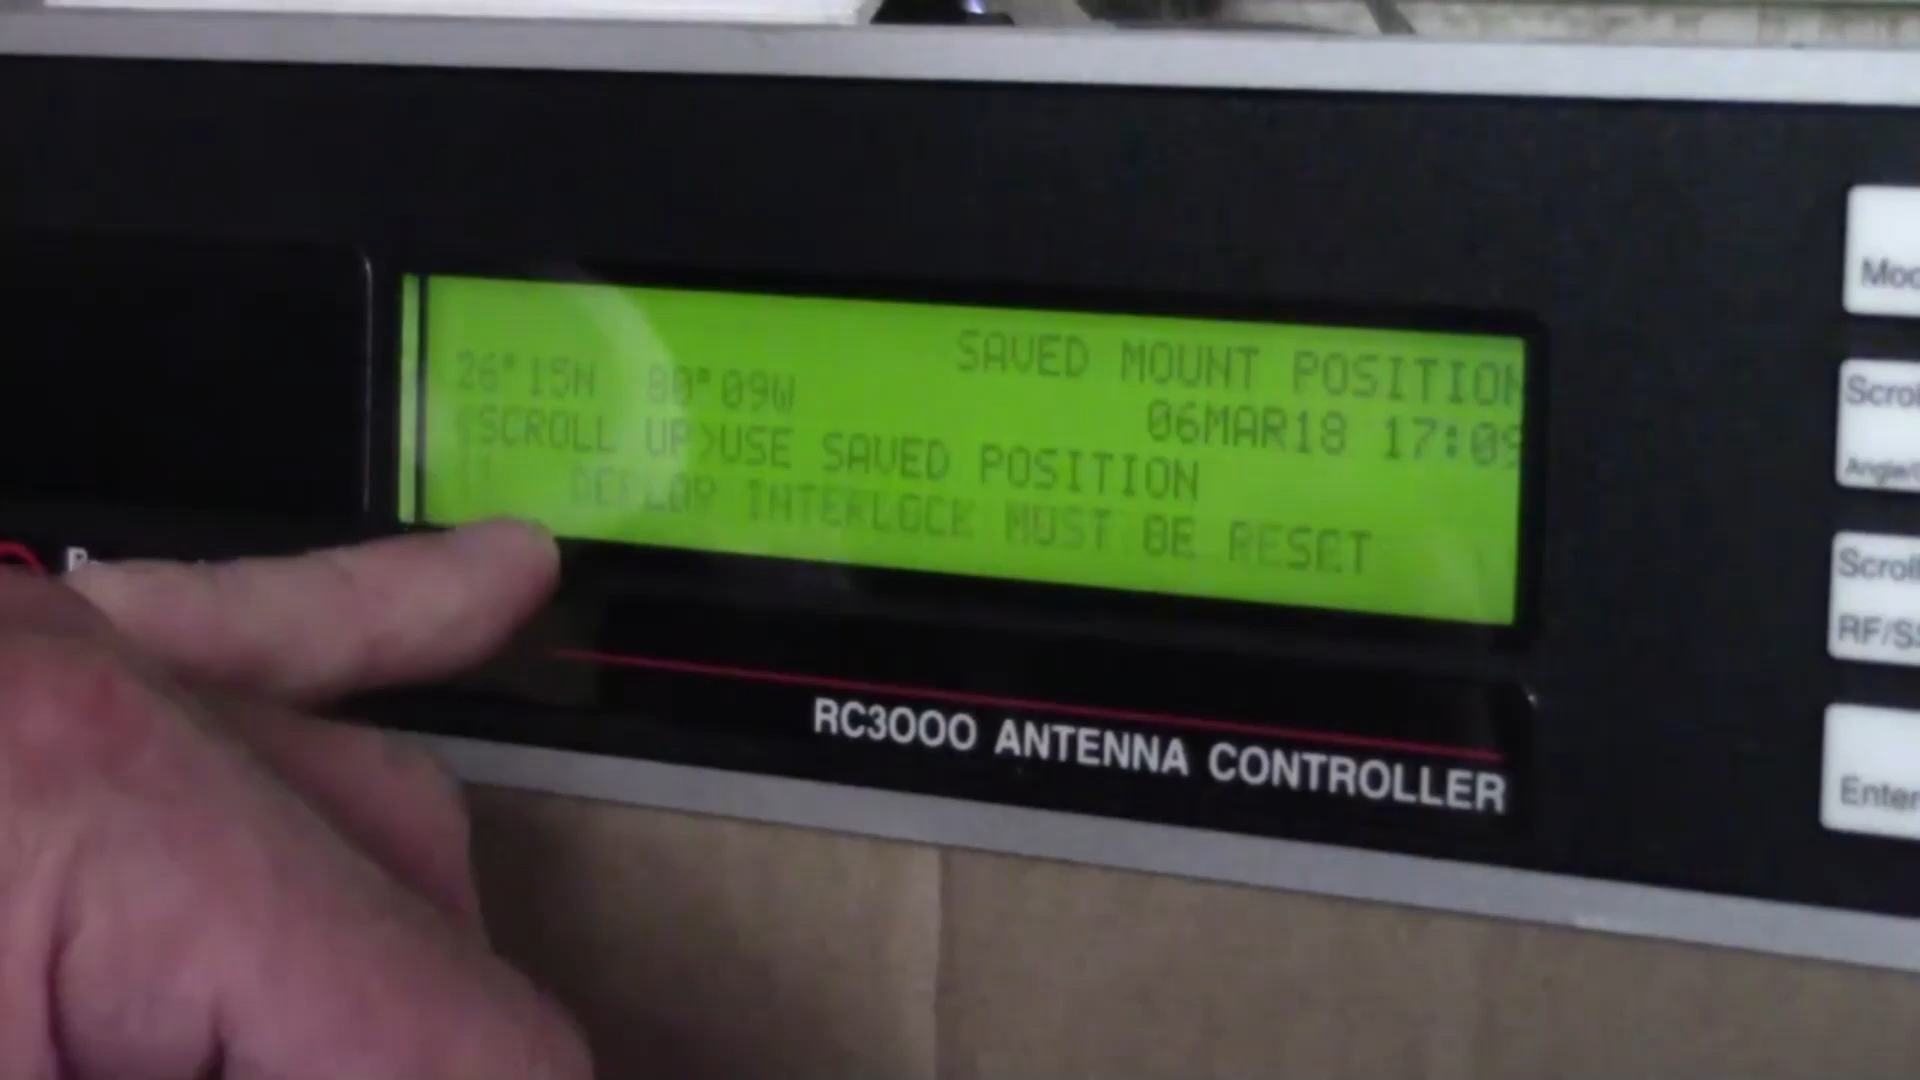 SAVED MOUNT POSITION
26°15N 80°09W 06MAR18 17:09
<SCROLL UP>USE SAVED POSITION
DEPLOY INTERLOCK MUST BE RESET
RC3000 ANTENNA CONTROLLER
Scroll
Scroll
RF/S
Enter